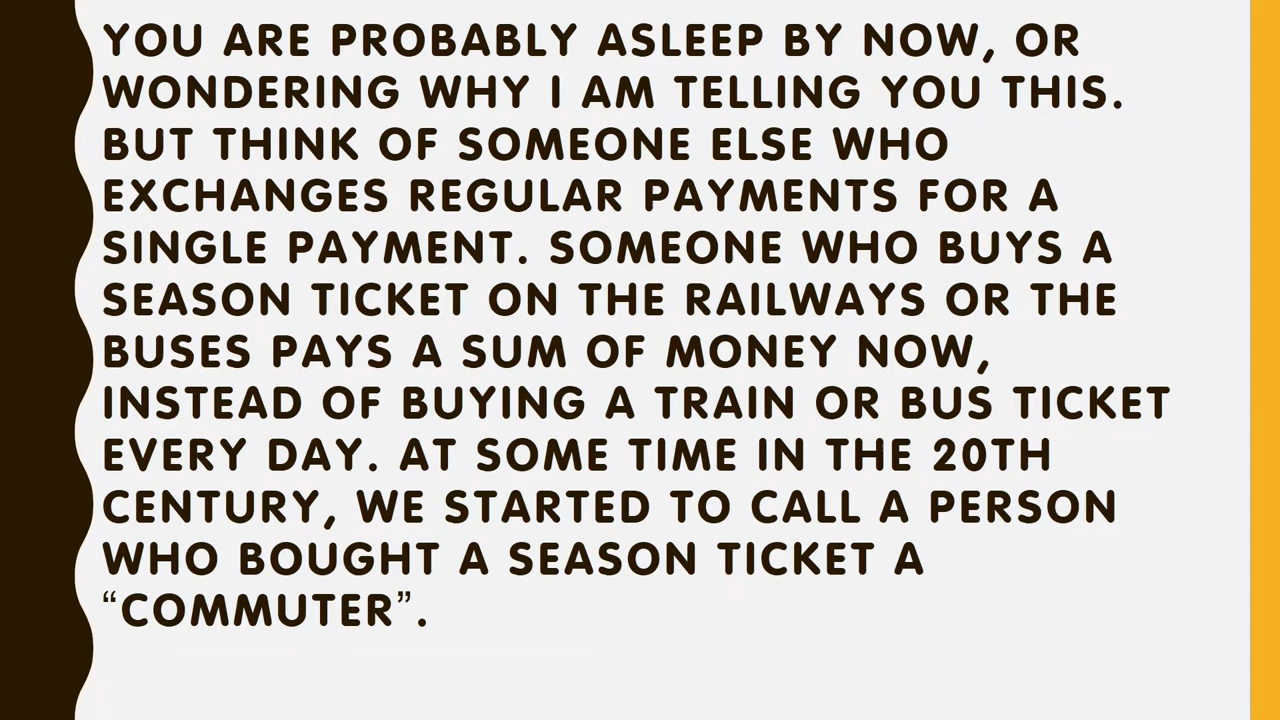 YOU ARE PROBABLY ASLEEP BY NOW, OR
WONDERING WHY I AM TELLING YOU THIS.
BUT THINK OF SOMEONE ELSE WHO
EXCHANGES REGULAR PAYMENTS FOR A
SINGLE PAYMENT. SOMEONE WHO BUYS A
SEASON TICKET ON THE RAILWAYS OR THE
BUSES PAYS A SUM OF MONEY NOW,
INSTEAD OF BUYING A TRAIN OR BUS TICKET
EVERY DAY. AT SOME TIME IN THE 20TH
CENTURY, WE STARTED TO CALL A PERSON
WHO BOUGHT A SEASON TICKET A
“COMMUTER”.